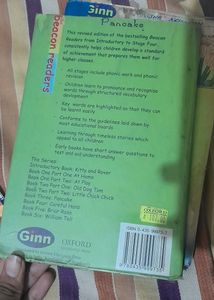 Ginn
Pancake
beacon readers
This revised edition of the bestselling Beacon
Readers from Introductory to Stage Four,
consistently helps children develop a standard
of achievement that prepares them well for
higher classes.
All stages include phonic work and phonic
revision.
Children learn to pronounce and recognize
words through structured vocabulary
development.
Key words are highlighted so that they can
be learnt easily.
Conforms to the guidelines laid down by
most educational boards.
Learning through timeless stories which
appeal to all children
Early books have short answer questions to
test and aid understanding
The Series:
Introductory Book: Kitty and Rover
Book One Part One: At Home
Book One Part Two: At Play
Book Two Part One: Old Dog Tom
Book Two Part Two: Little Chick Chick
Book Three: Pancake
Book Four: Careful Hans
Book Five: Briar Rose
Book Six: William Tell
Ginn
OXFORD